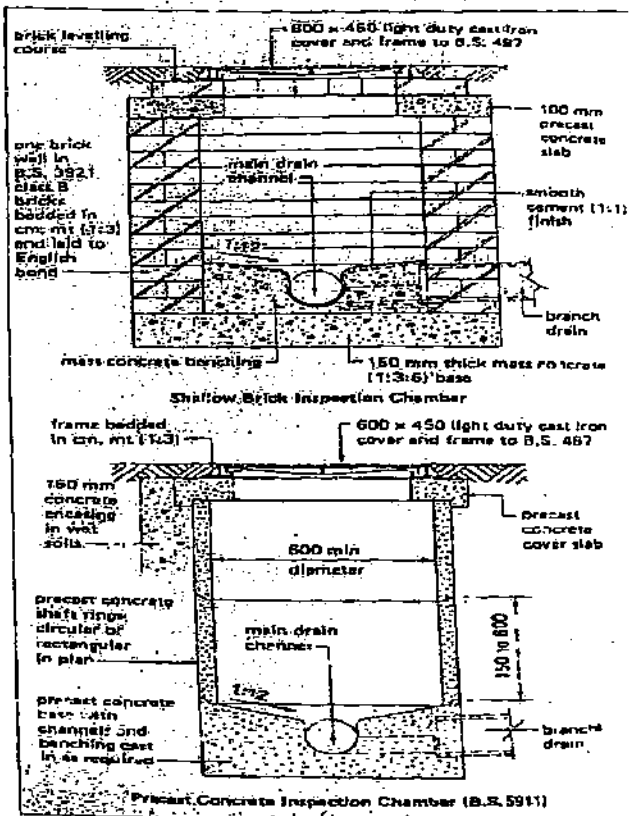 brick levelling
course
600 x 450 light duty cast iron
cover and frame to B.S. 497
100 mm
precast
concrete
slab
one brick
wall in
B.S. 3921
class B
bricks
bedded in
cm. mt (1:3)
and laid to
English
bond
main drain
channel
smooth
cement (1:1)
finish
1:12
branch
drain
mass concrete benching
150 mm thick mass concrete
(1:3:6) base
Shallow Brick Inspection Chamber
frame bedded
in cm. mt (1:3)
600 x 450 light duty cast iron
cover and frame to B.S. 497
150 mm
concrete
encasing
in wet
soils
precast
concrete
cover slab
600 min
diameter
precast concrete
shaft rings
circular or
rectangular
in plan
main drain
channel
150 to 600
1:12
precast concrete
base with
channels and
benching cast
in as required
branch
drain
Precast Concrete Inspection Chamber (B.S. 5911)